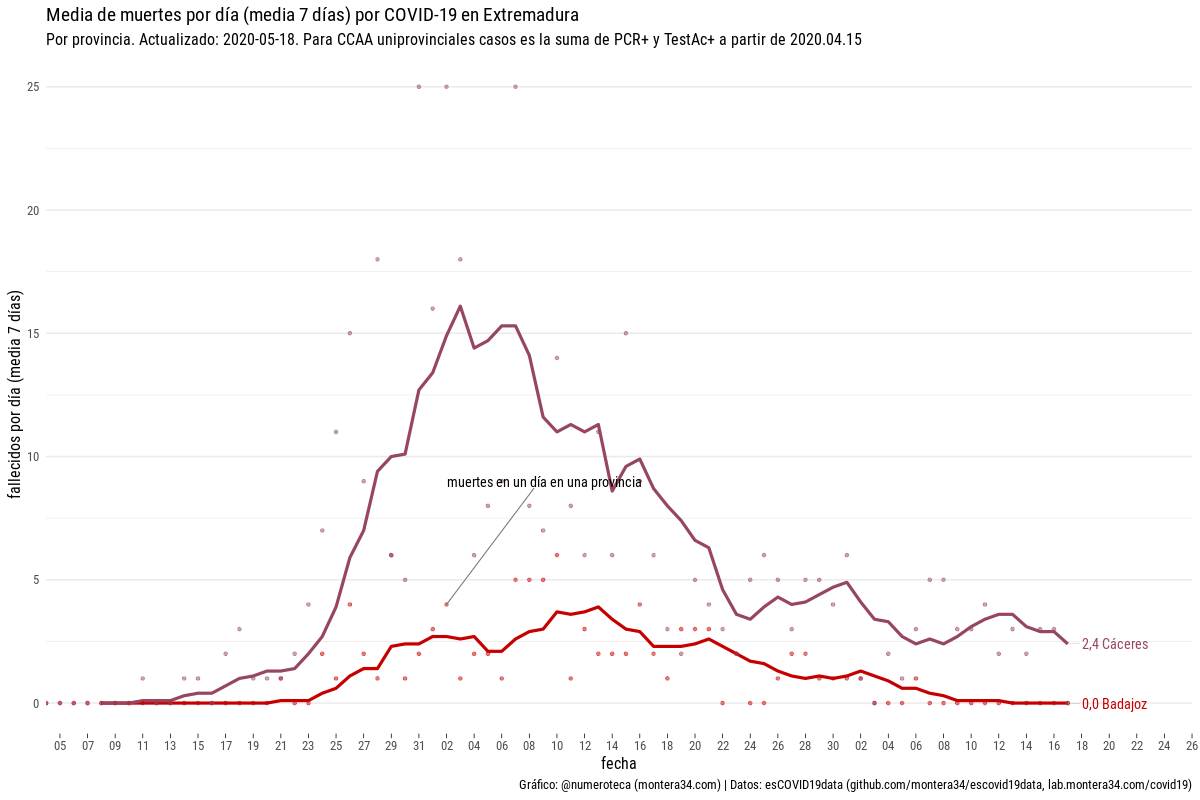 Media de muertes por día (media 7 días) por COVID-19 en Extremadura
Por provincia. Actualizado: 2020-05-18. Para CCAA uniprovinciales casos es la suma de PCR+ y TestAc+ a partir de 2020.04.15
25
20
15
10
5
0
fallecidos por día (media 7 días)
muertes en un día en una provincia
2,4 Cáceres
0,0 Badajoz
05 07 09 11 13 15 17 19 21 23 25 27 29 31 02 04 06 08 10 12 14 16 18 20 22 24 26 28 30 02 04 06 08 10 12 14 16 18 20 22 24 26
fecha
Gráfico: @numeroteca (montera34.com) | Datos: esCOVID19data (github.com/montera34/escovid19data, lab.montera34.com/covid19)